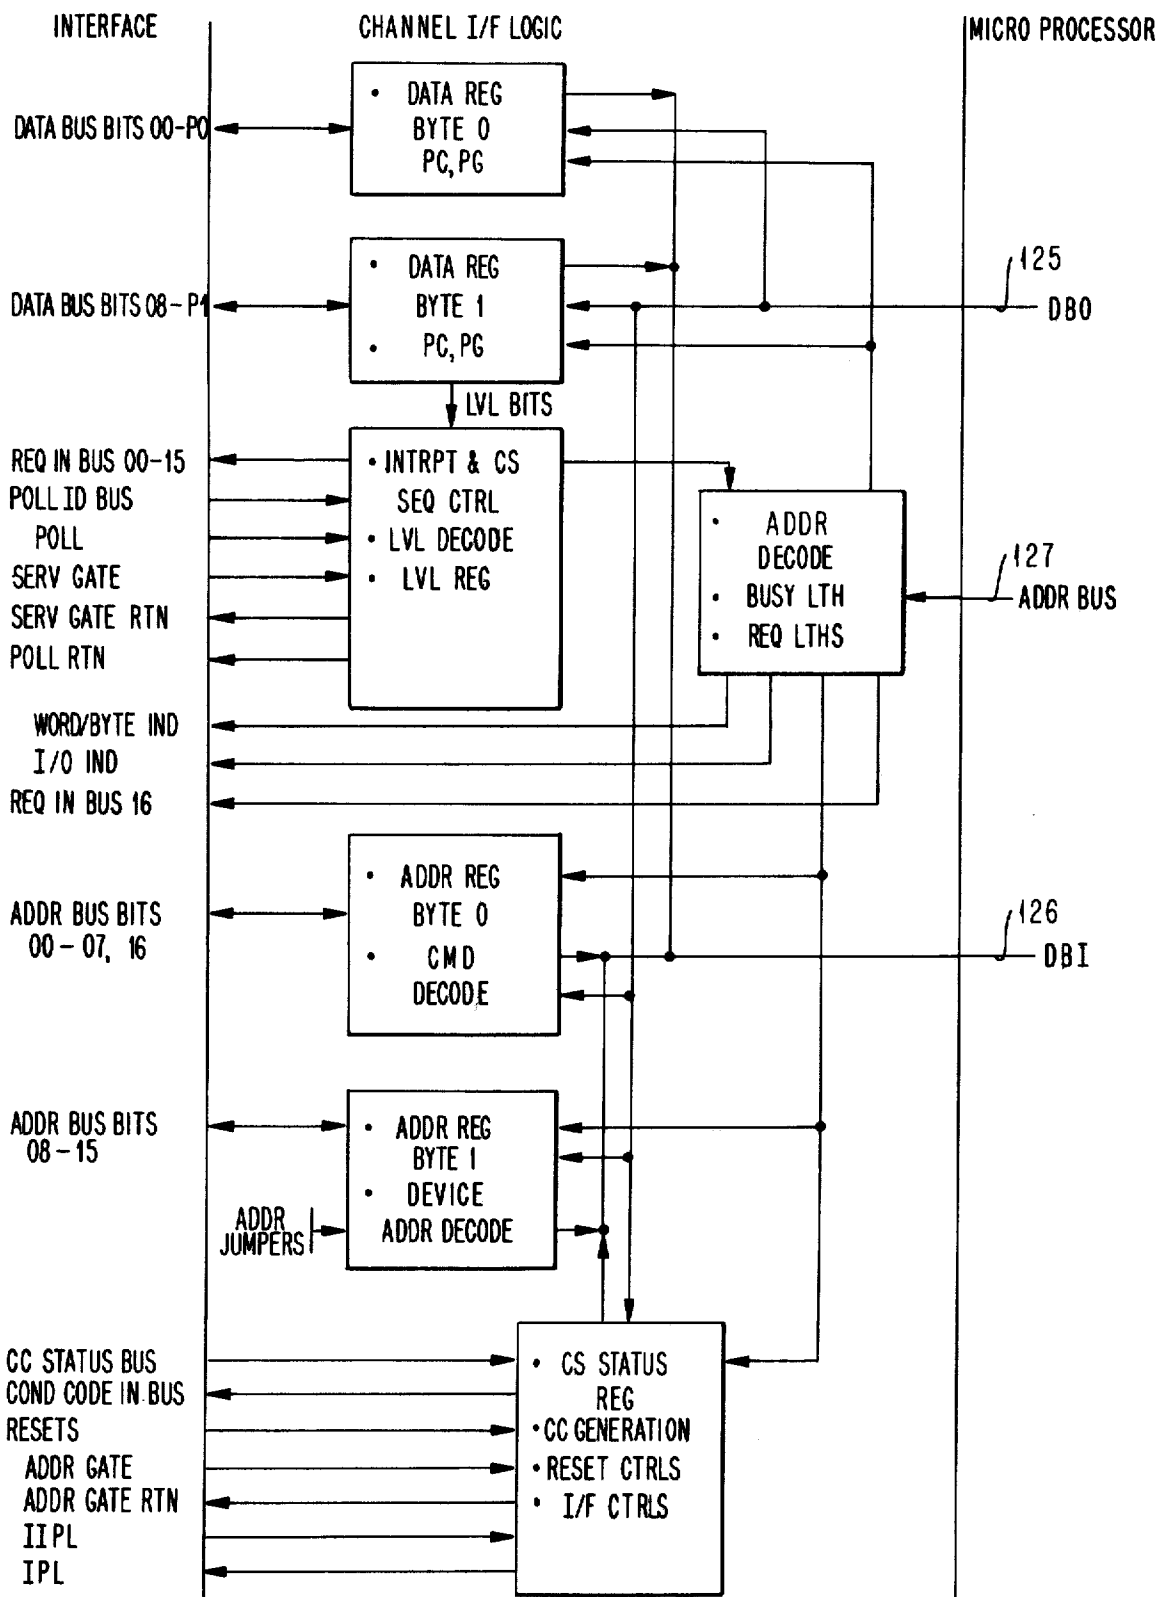 INTERFACE
CHANNEL I/F LOGIC
MICRO PROCESSOR
• DATA REG
BYTE 0
PC, PG
DATA BUS BITS 00-P0
• DATA REG
BYTE 1
• PC, PG
DATA BUS BITS 08-P1
125
DBO
LVL BITS
REQ IN BUS 00-15
POLL ID BUS
POLL
SERV GATE
SERV GATE RTN
POLL RTN
• INTRPT & CS
SEQ CTRL
• LVL DECODE
• LVL REG
• ADDR
DECODE
• BUSY LTH
• REQ LTHS
127
ADDR BUS
WORD/BYTE IND
I/O IND
REQ IN BUS 16
• ADDR REG
BYTE 0
• CMD
DECODE
ADDR BUS BITS
00-07, 16
126
DBI
ADDR BUS BITS
08-15
• ADDR REG
BYTE 1
• DEVICE
ADDR DECODE
ADDR
JUMPERS
CC STATUS BUS
COND CODE IN BUS
RESETS
ADDR GATE
ADDR GATE RTN
IIPL
IPL
• CS STATUS
REG
• CC GENERATION
• RESET CTRLS
• I/F CTRLS